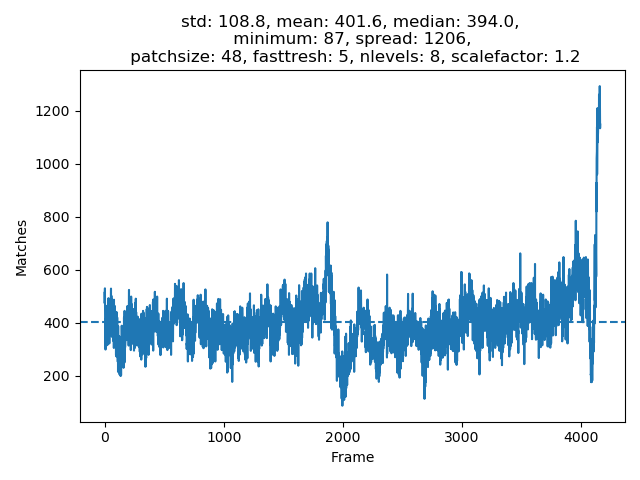 std: 108.8, mean: 401.6, median: 394.0,
minimum: 87, spread: 1206,
patchsize: 48, fasttresh: 5, nlevels: 8, scalefactor: 1.2
1200
1000
800
600
400
200
Matches
0 1000 2000 3000 4000
Frame